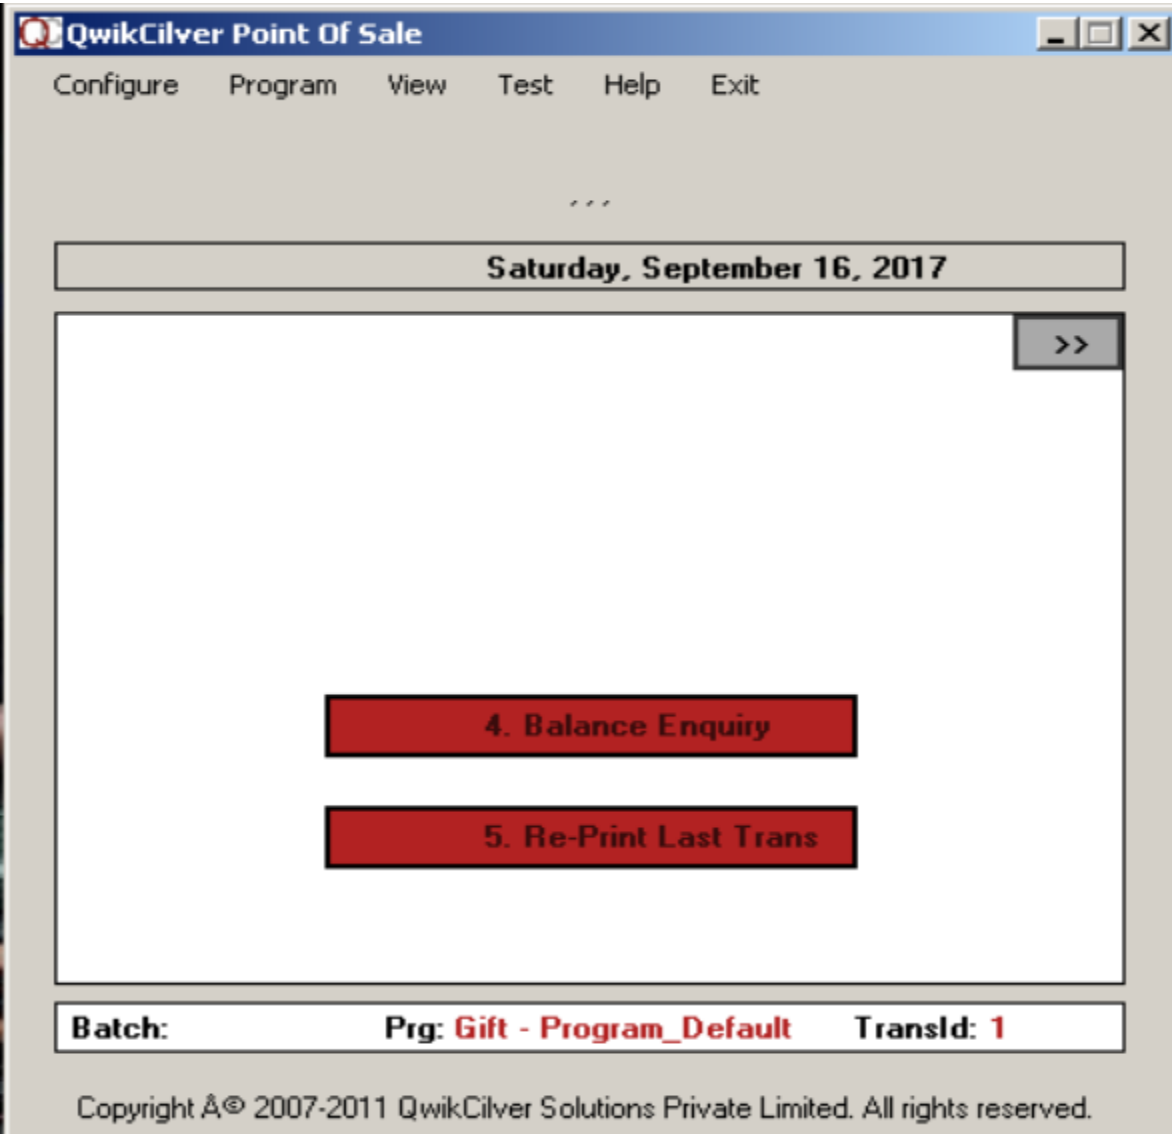 QwikCilver Point Of Sale
Configure Program View Test Help Exit
, , ,
Saturday, September 16, 2017
>>
4. Balance Enquiry
5. Re-Print Last Trans
Batch: Prg: Gift - Program_Default TransId: 1
Copyright Â© 2007-2011 QwikCilver Solutions Private Limited. All rights reserved.